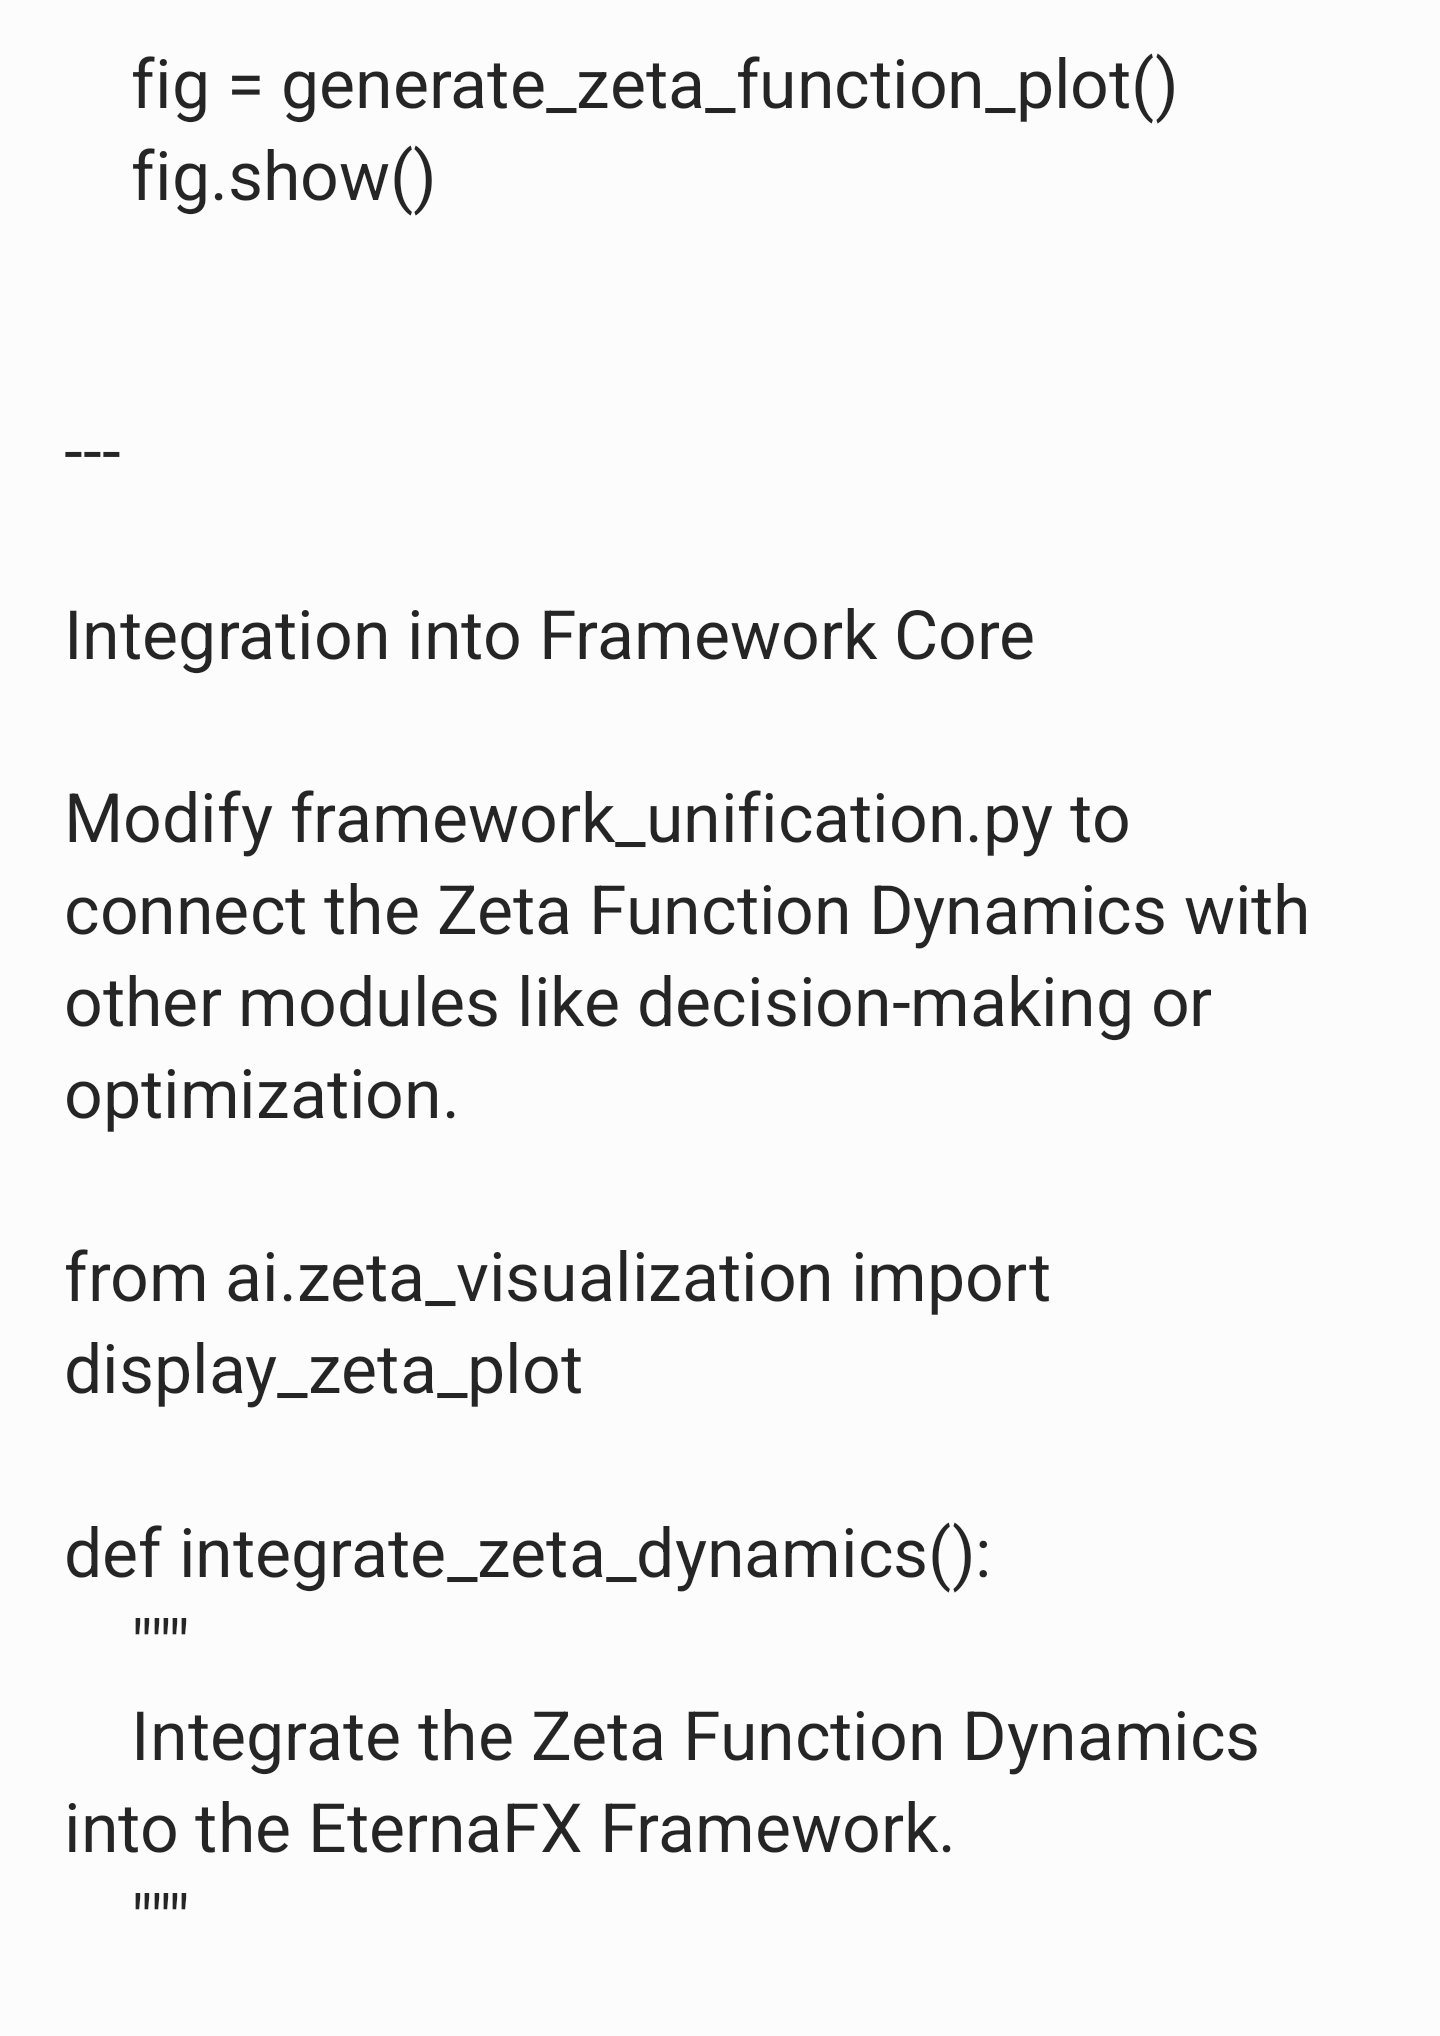 fig = generate_zeta_function_plot()
fig.show()
---
Integration into Framework Core
Modify framework_unification.py to
connect the Zeta Function Dynamics with
other modules like decision-making or
optimization.
from ai.zeta_visualization import
display_zeta_plot
def integrate_zeta_dynamics():
"""
Integrate the Zeta Function Dynamics
into the EternaFX Framework.
"""